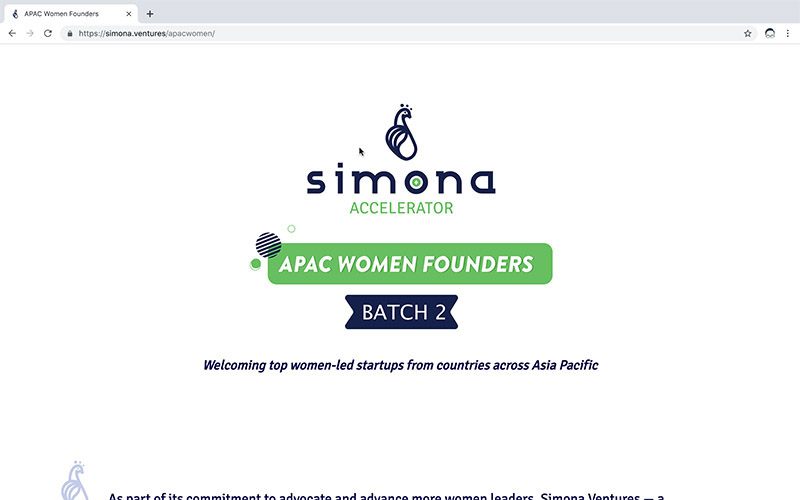 APAC Women Founders
https://simona.ventures/apacwomen/
simona
ACCELERATOR
APAC WOMEN FOUNDERS
BATCH 2
Welcoming top women-led startups from countries across Asia Pacific
As part of its commitment to advocate and advance more women leaders, Simona Ventures — a